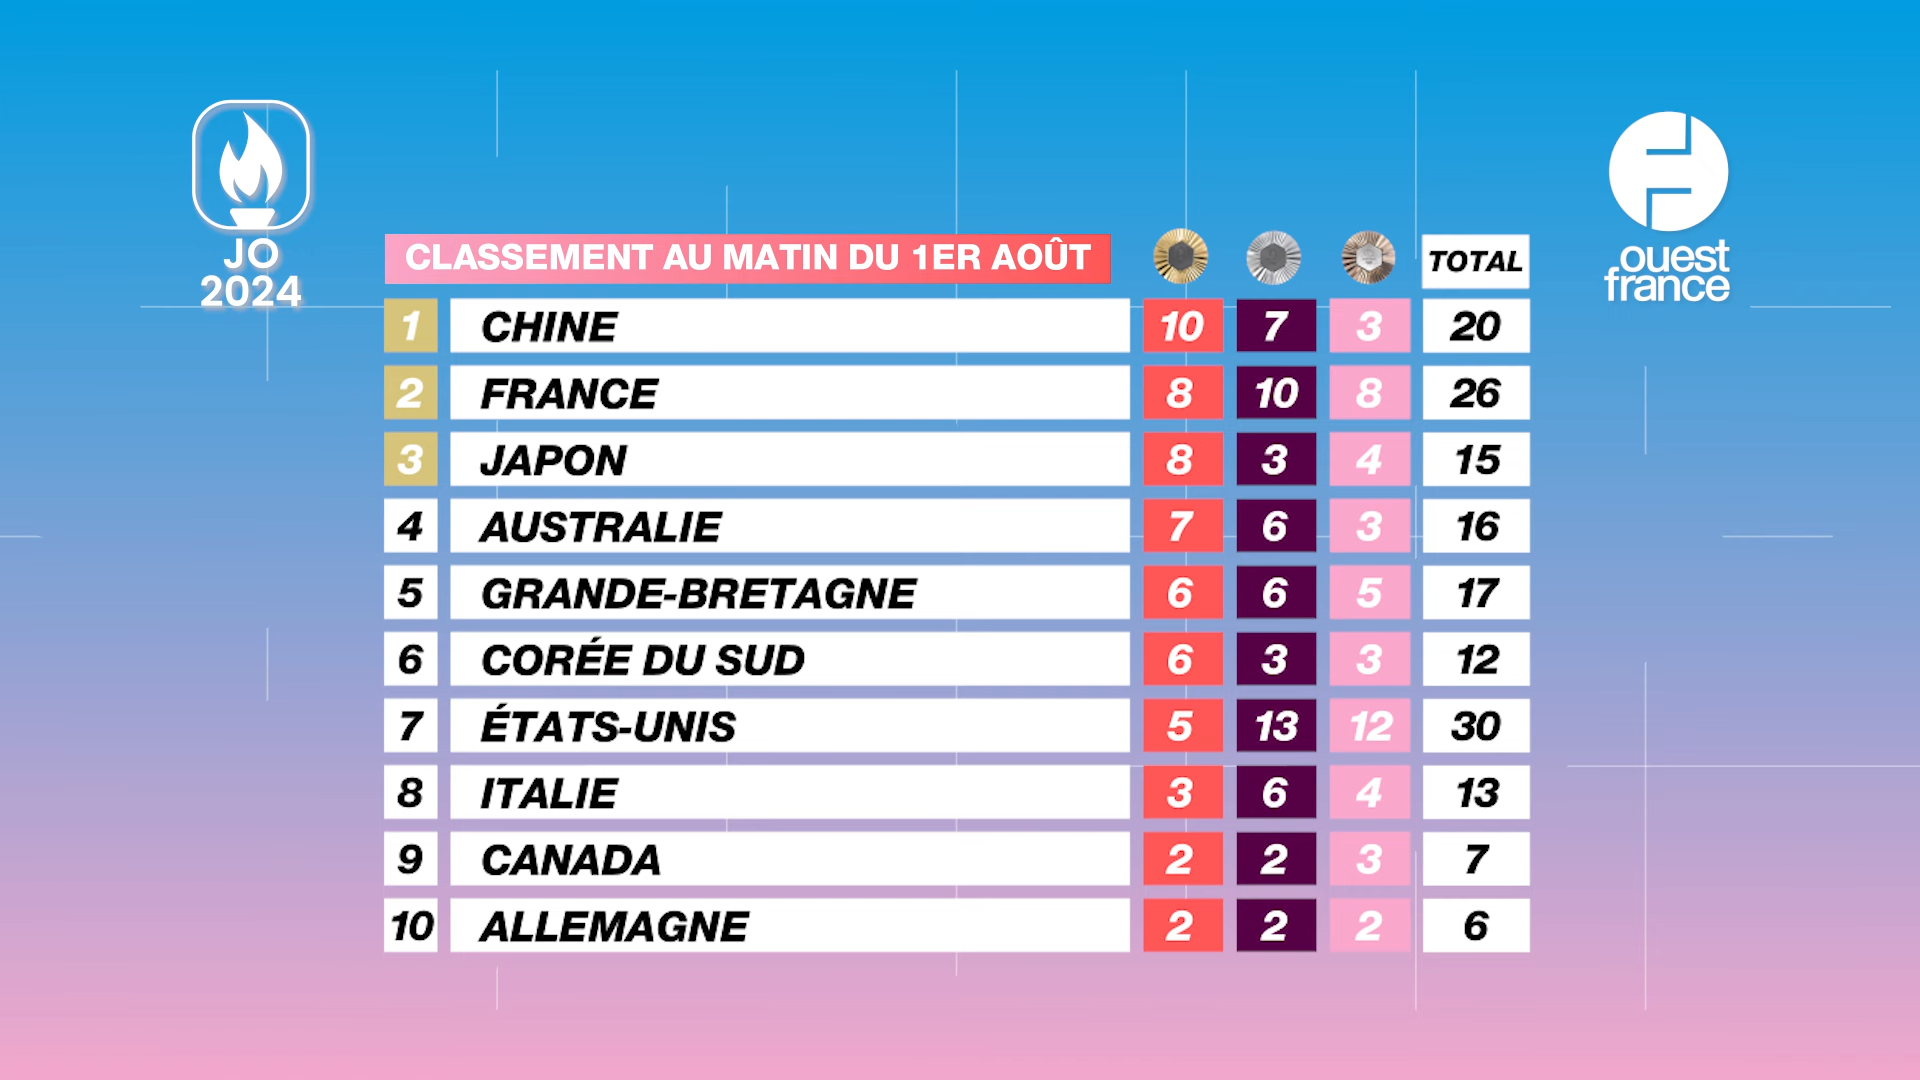 JO
2024
ouest
france
CLASSEMENT AU MATIN DU 1ER AOÛT TOTAL
1 CHINE 10 7 3 20
2 FRANCE 8 10 8 26
3 JAPON 8 3 4 15
4 AUSTRALIE 7 6 3 16
5 GRANDE-BRETAGNE 6 6 5 17
6 CORÉE DU SUD 6 3 3 12
7 ÉTATS-UNIS 5 13 12 30
8 ITALIE 3 6 4 13
9 CANADA 2 2 3 7
10 ALLEMAGNE 2 2 2 6